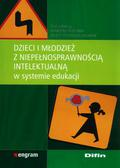 DZIECI I MŁODZIEŻ
Z NIEPEŁNOSPRAWNOŚCIĄ
INTELEKTUALNĄ
w systemie edukacji
engram
Difin